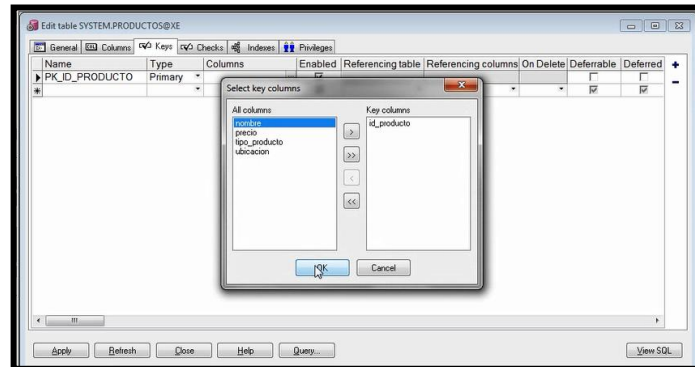 Edit table SYSTEM.PRODUCTOS@XE
General Columns Keys Checks Indexes Privileges
Name Type Columns Enabled Referencing table Referencing columns On Delete Deferrable Deferred
PK_ID_PRODUCTO Primary
Select key columns
All columns Key columns
nombre id_producto
precio
tipo_producto
ubicacion
> 
>>
<
<<
OK Cancel
Apply Refresh Close Help Query... View SQL